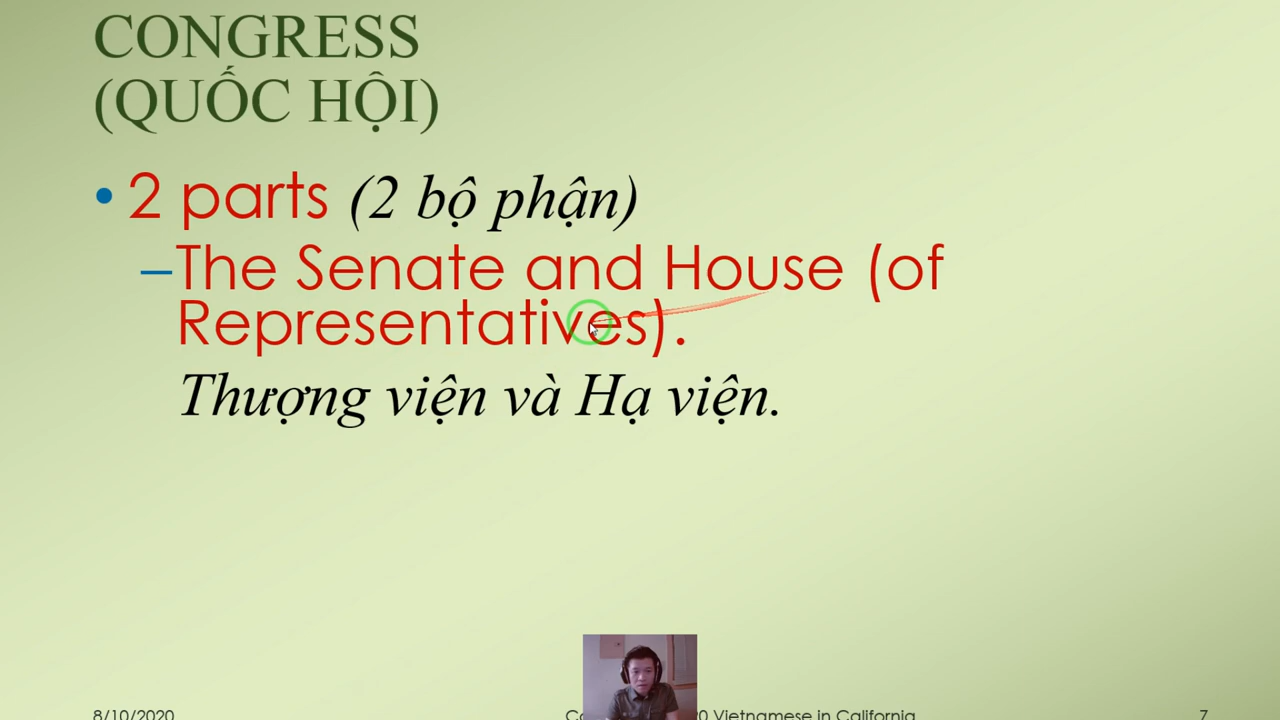 CONGRESS
(QUỐC HỘI)
• 2 parts (2 bộ phận)
–The Senate and House (of
Representatives).
Thượng viện và Hạ viện.
8/10/2020
Vietnamese in California
7